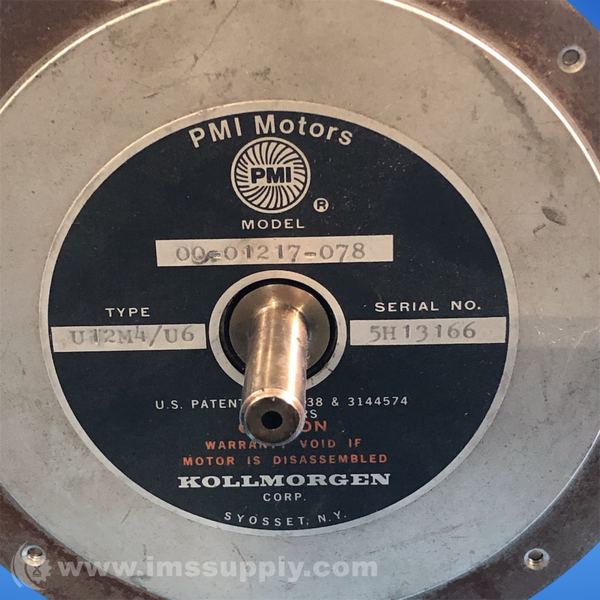 PMI Motors
PMI
®
MODEL
00-01217-078
TYPE
U12M4/U6
SERIAL NO.
5H13166
U.S. PATENT 38 & 3144574
WARRANTY VOID IF
MOTOR IS DISASSEMBLED
KOLLMORGEN
CORP.
SYOSSET, N.Y.
© www.imssupply.com